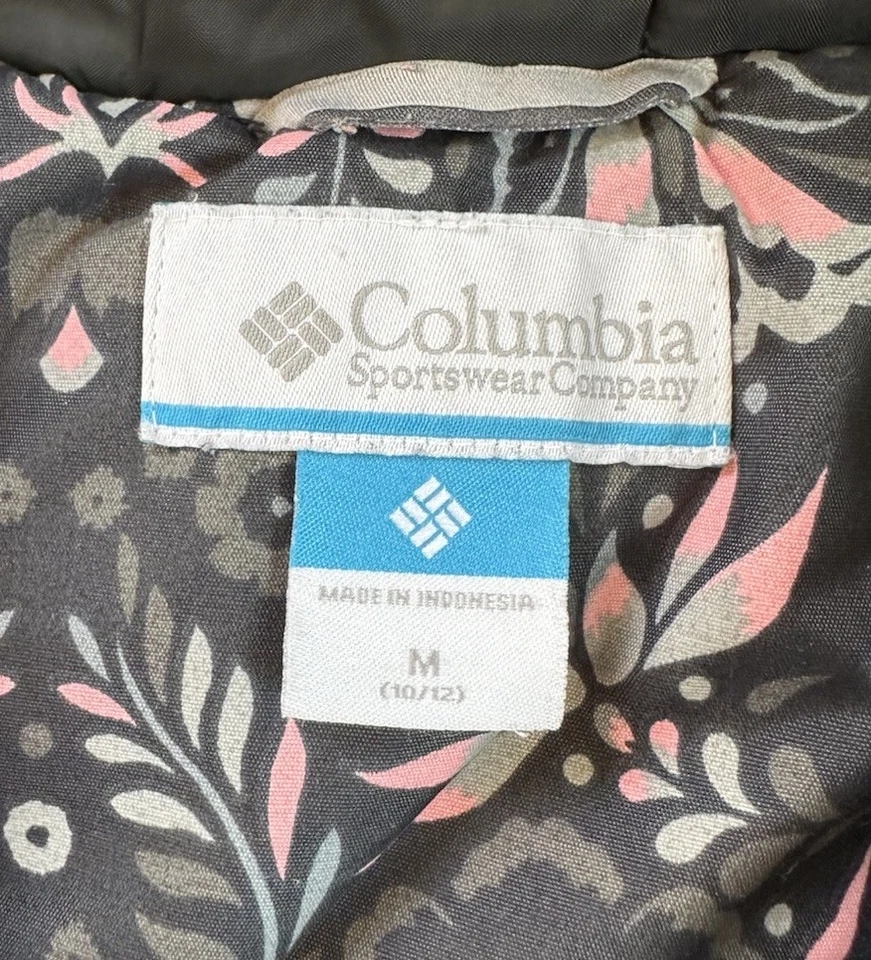 Columbia
Sportswear Company
MADE IN INDONESIA
M
(10/12)